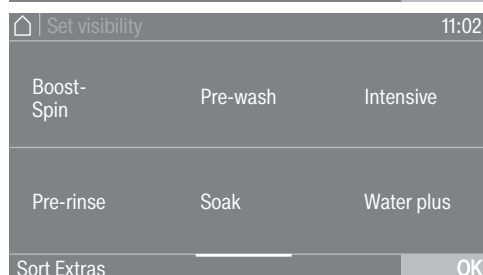 Set visibility 11:02
Boost-
Spin
Pre-wash
Intensive
Pre-rinse
Soak
Water plus
Sort Extras OK